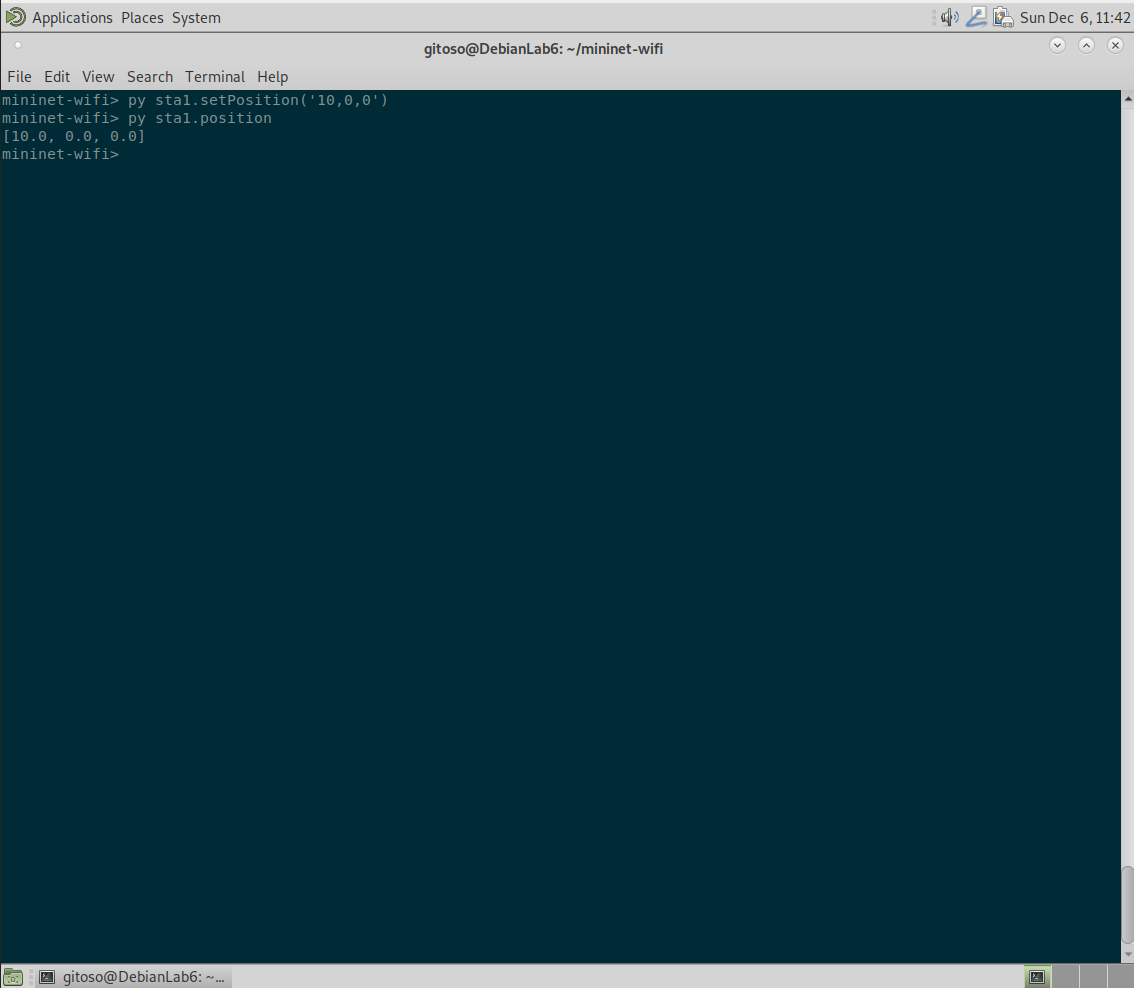 Applications Places System
Sun Dec 6, 11:42
gitoso@DebianLab6: ~/mininet-wifi
File Edit View Search Terminal Help
mininet-wifi> py sta1.setPosition('10,0,0')
mininet-wifi> py sta1.position
[10.0, 0.0, 0.0]
mininet-wifi>
gitoso@DebianLab6: ~...